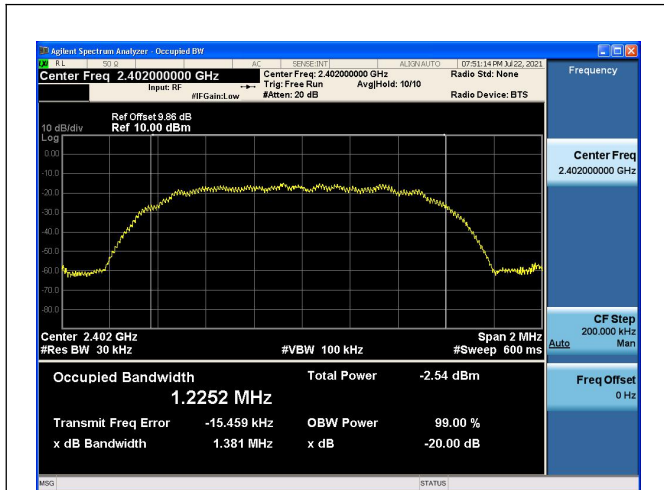 Agilent Spectrum Analyzer - Occupied BW
RL 50 Ω AC SENSE:INT ALIGN AUTO 07:51:14 PM Jul 22, 2021
Center Freq 2.402000000 GHz
Center Freq: 2.402000000 GHz
Radio Std: None
Input: RF
Trig: Free Run Avg|Hold: 10/10
#IFGain:Low #Atten: 20 dB Radio Device: BTS
Frequency
Ref Offset 9.86 dB
10 dB/div Ref 10.00 dBm
Log
0.00
-10.0
-20.0
-30.0
-40.0
-50.0
-60.0
-70.0
-80.0
Center Freq
2.402000000 GHz
Center 2.402 GHz Span 2 MHz
#Res BW 30 kHz #VBW 100 kHz #Sweep 600 ms
CF Step
200.000 kHz
Auto Man
Occupied Bandwidth Total Power -2.54 dBm
1.2252 MHz
Transmit Freq Error -15.459 kHz OBW Power 99.00 %
x dB Bandwidth 1.381 MHz x dB -20.00 dB
Freq Offset
0 Hz
MSG STATUS